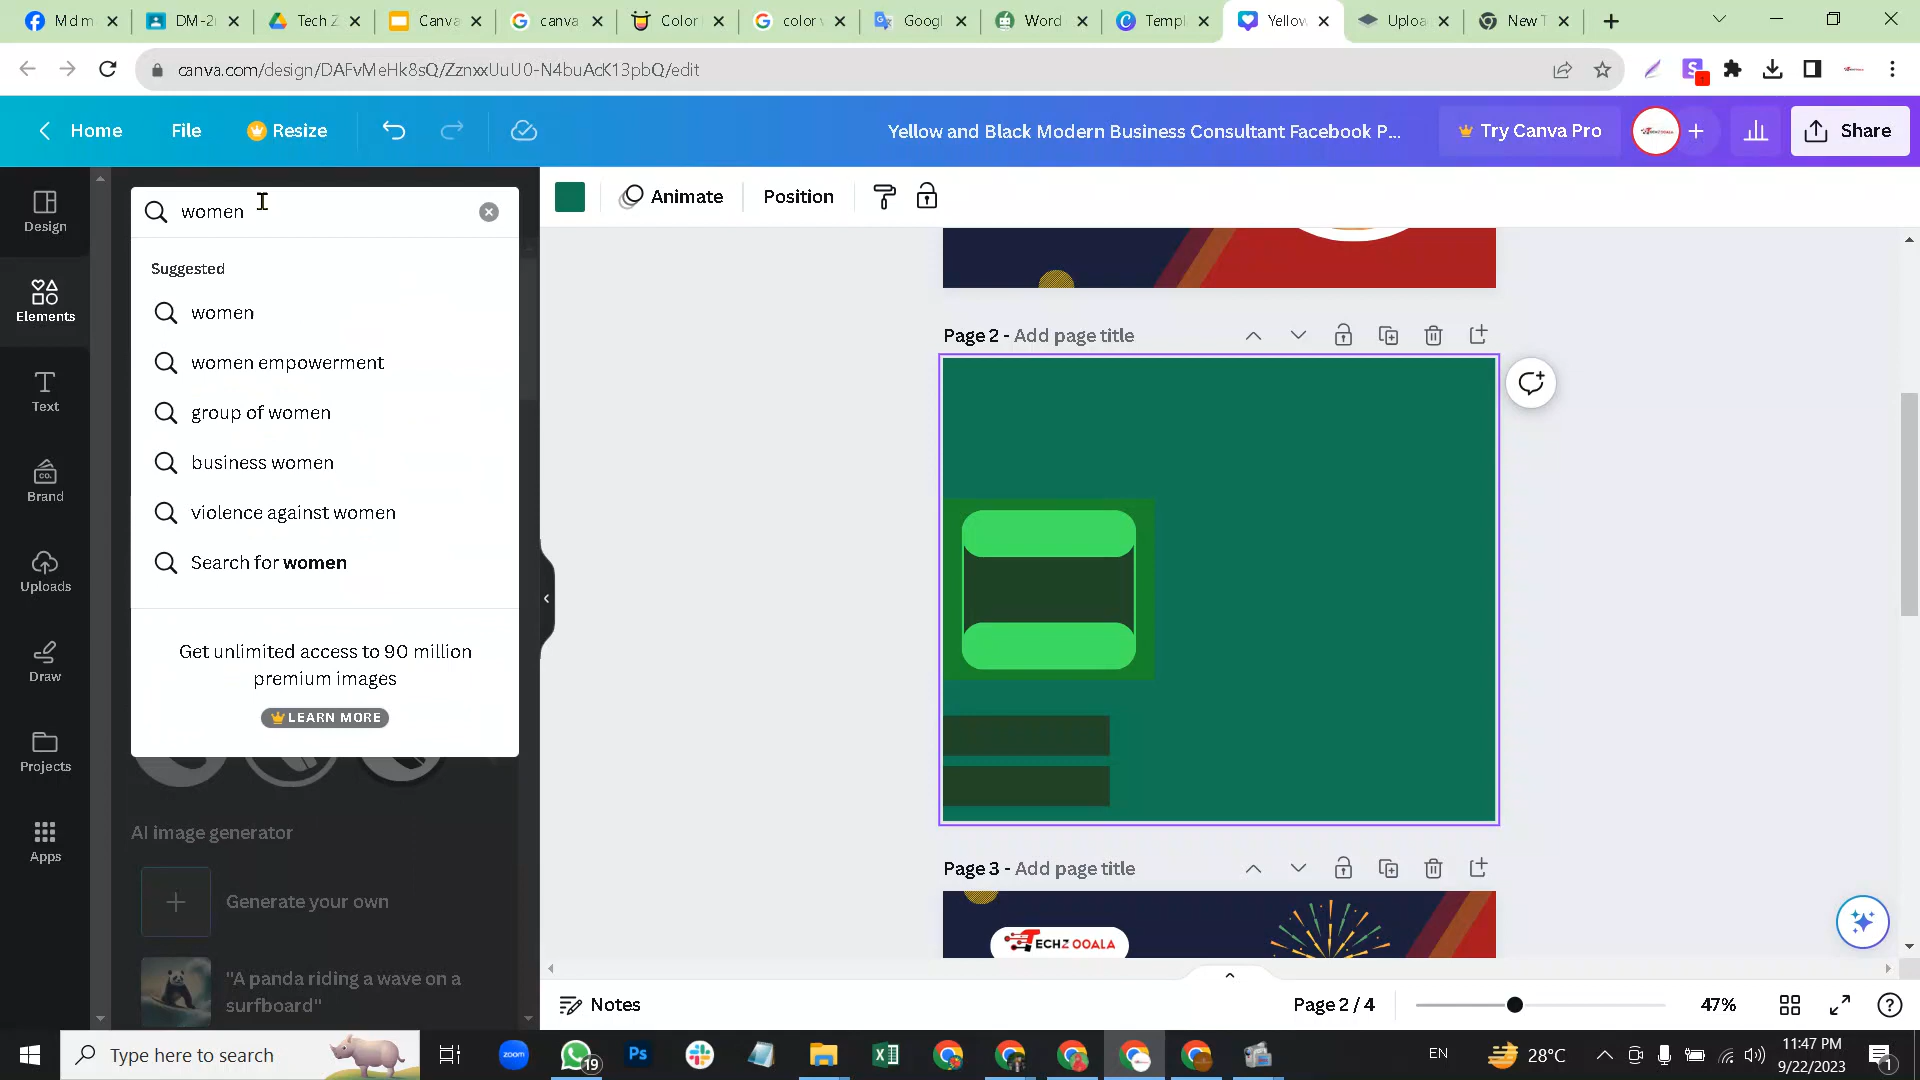 Md m
DM-2
Tech Z
Canva
canva
Color
color v
Googl
Word
Templ
Yellow
Uploa
New T
canva.com/design/DAFvMeHk8sQ/ZznxxUuU0-N4buAcK13pbQ/edit
Home
File
Resize
Yellow and Black Modern Business Consultant Facebook P...
Try Canva Pro
Share
Design
Elements
Text
Brand
Uploads
Draw
Projects
Apps
women
Suggested
women
women empowerment
group of women
business women
violence against women
Search for women
Get unlimited access to 90 million
premium images
LEARN MORE
AI image generator
Generate your own
"A panda riding a wave on a
surfboard"
Animate
Position
Page 2 - Add page title
Page 3 - Add page title
TECHZOOALA
Notes
Page 2 / 4
47%
Type here to search
zoom
19
Ps
EN
28°C
11:47 PM
9/22/2023
1